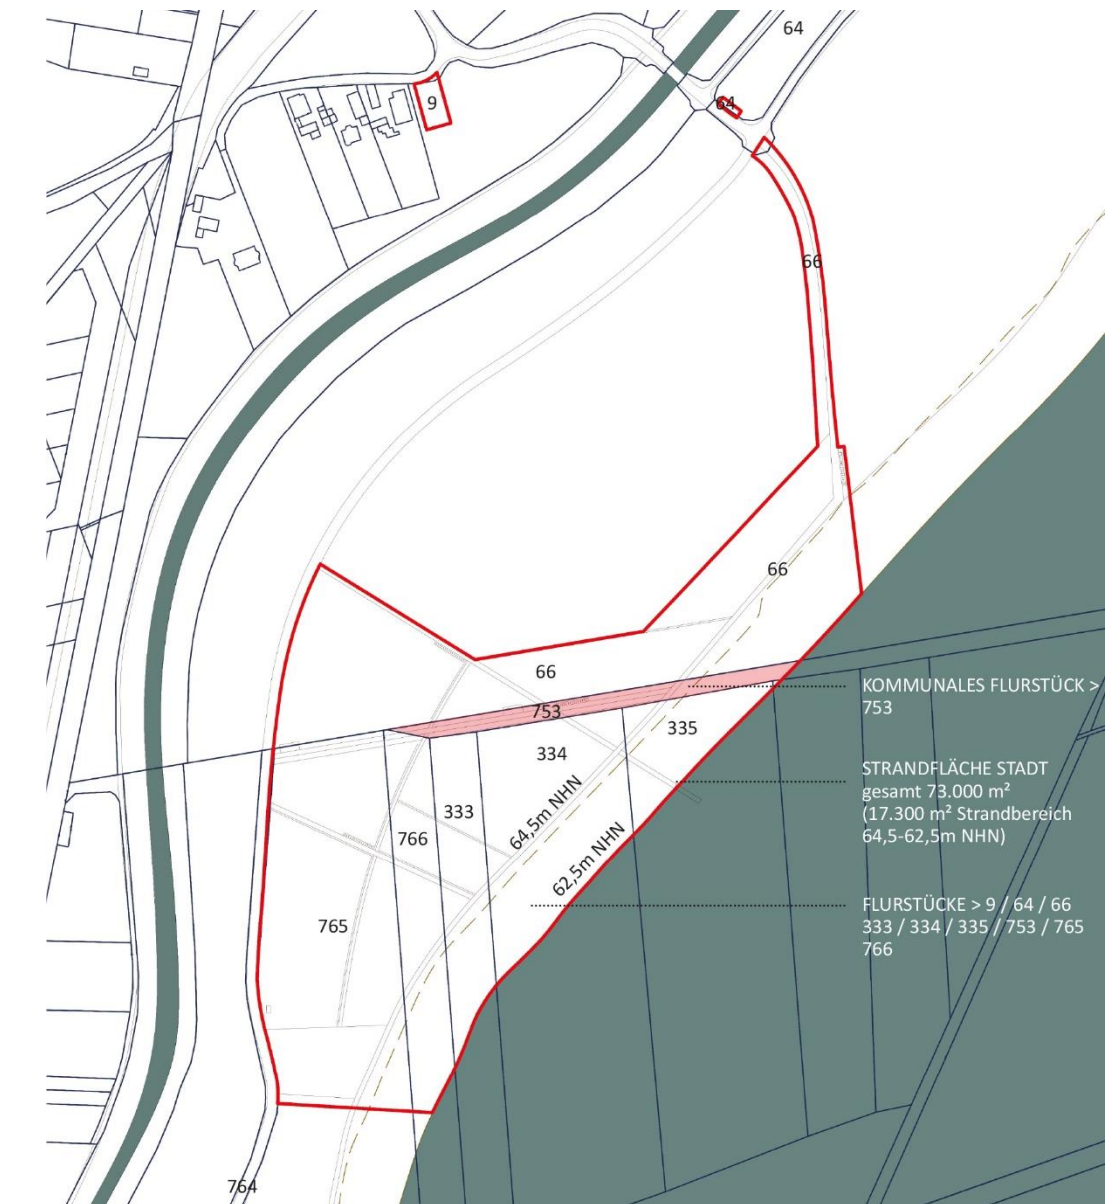 64
9
64
66
66
66
753
335
334
333
766
765
764
64,5m NHN
62,5m NHN
KOMMUNALES FLURSTÜCK >
753
STRANDFLÄCHE STADT
gesamt 73.000 m²
(17.300 m² Strandbereich
64,5-62,5m NHN)
FLURSTÜCKE > 9 / 64 / 66
333 / 334 / 335 / 753 / 765
766